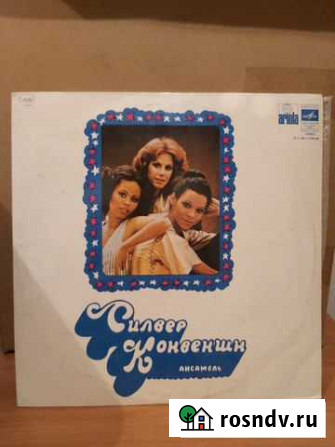 ariola
Силвер
Конвеншн
АНСАМБЛЬ
rosndv.ru